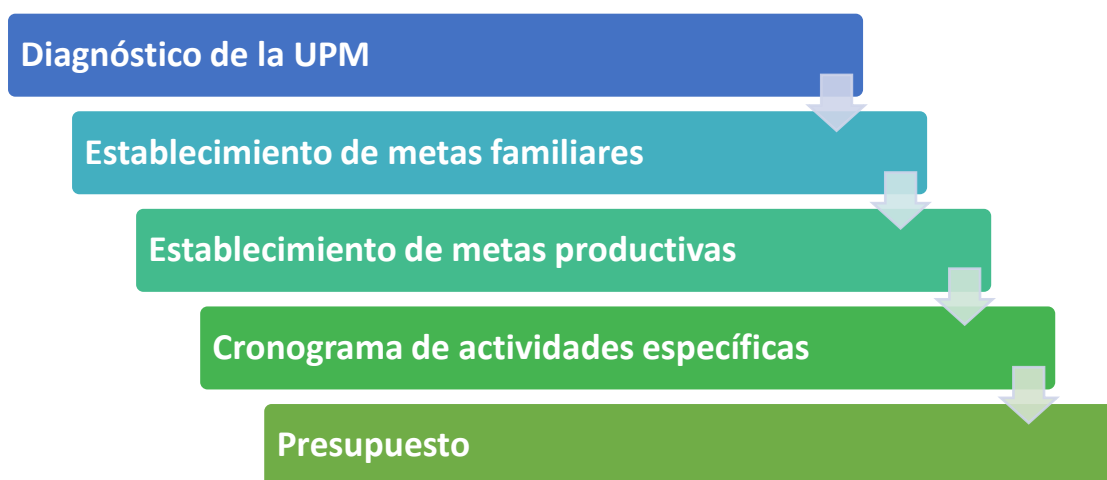 Diagnóstico de la UPM
Establecimiento de metas familiares
Establecimiento de metas productivas
Cronograma de actividades específicas
Presupuesto